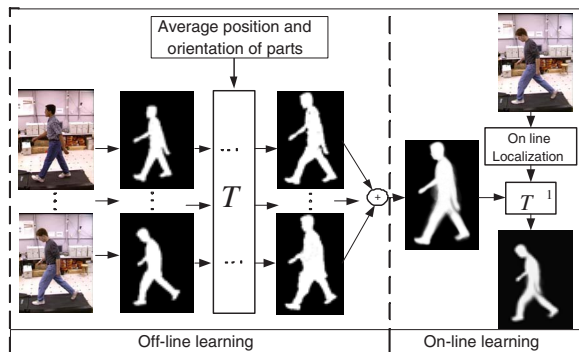 Average position and
orientation of parts
...
T
...
+
On line
Localization
T 1
Off-line learning
On-line learning